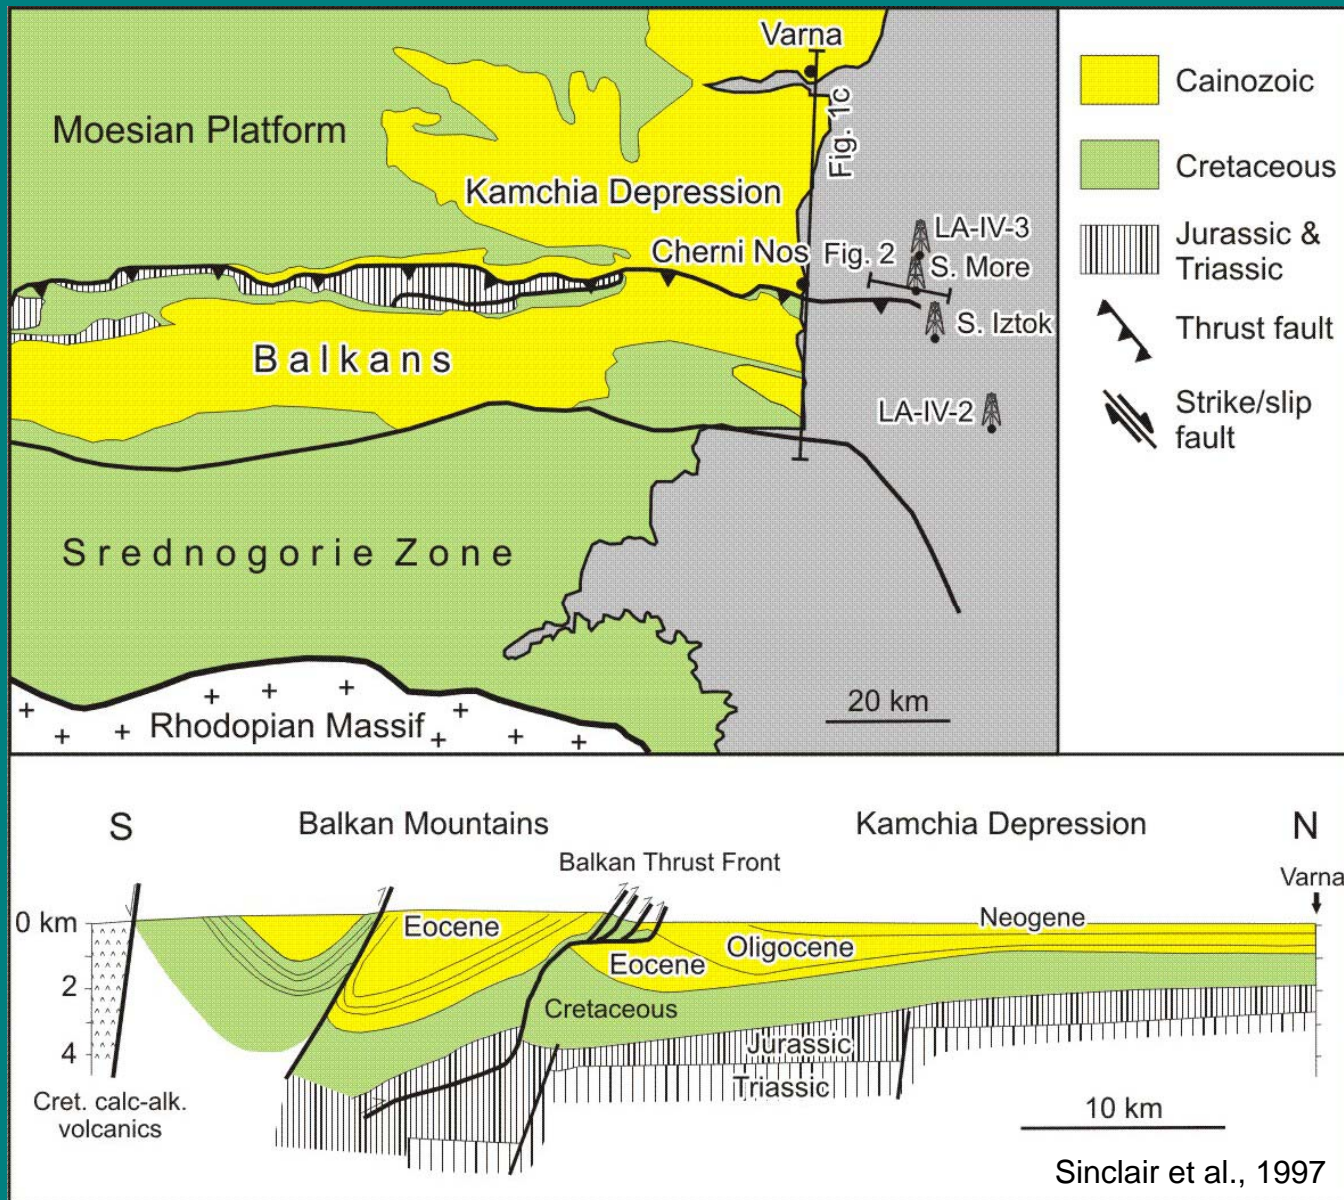 Varna
Fig. 1c
Moesian Platform
Kamchia Depression
Cherni Nos
Fig. 2
LA-IV-3
S. More
S. Iztok
LA-IV-2
Balkans
Srednogorie Zone
Rhodopian Massif
20 km
Cainozoic
Cretaceous
Jurassic &
Triassic
Thrust fault
Strike/slip
fault
S
Balkan Mountains
Kamchia Depression
N
Balkan Thrust Front
Varna
0 km
2
4
Eocene
Neogene
Oligocene
Eocene
Cretaceous
Jurassic
Triassic
Cret. calc-alk.
volcanics
10 km
Sinclair et al., 1997